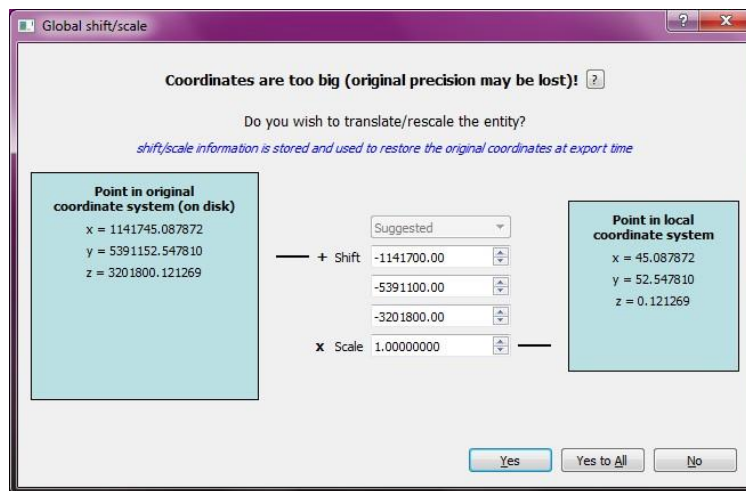 Global shift/scale
Coordinates are too big (original precision may be lost)! ?
Do you wish to translate/rescale the entity?
shift/scale information is stored and used to restore the original coordinates at export time
Point in original
coordinate system (on disk)
x = 1141745.087872
y = 5391152.547810
z = 3201800.121269
Suggested
+ Shift -1141700.00
-5391100.00
-3201800.00
x Scale 1.00000000
Point in local
coordinate system
x = 45.087872
y = 52.547810
z = 0.121269
Yes
Yes to All
No